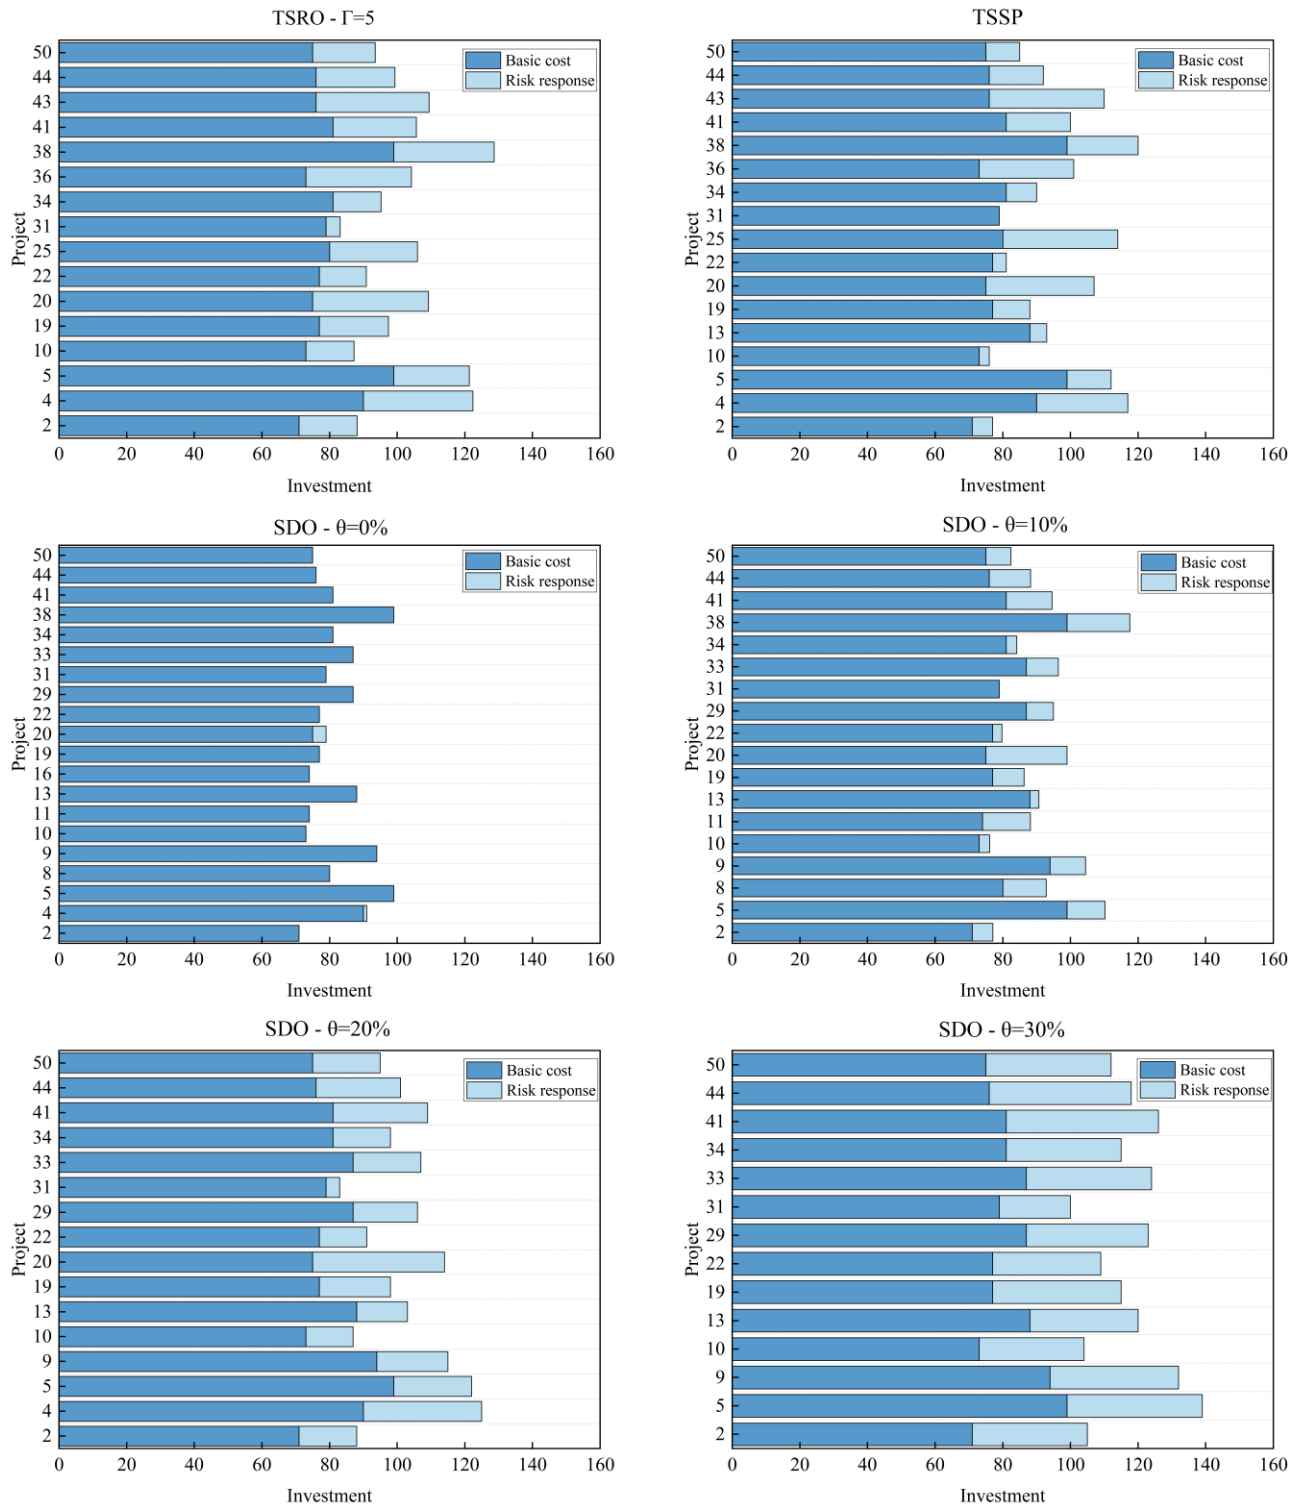 TSRO - Γ=5
Basic cost
Risk response
Project
50
44
43
41
38
36
34
31
25
22
20
19
10
5
4
2
0 20 40 60 80 100 120 140 160
Investment
TSSP
Basic cost
Risk response
Project
50
44
43
41
38
36
34
31
25
22
20
19
13
10
5
4
2
0 20 40 60 80 100 120 140 160
Investment
SDO - θ=0%
Basic cost
Risk response
Project
50
44
41
38
34
33
31
29
22
20
19
16
13
11
10
9
8
5
4
2
0 20 40 60 80 100 120 140 160
Investment
SDO - θ=10%
Basic cost
Risk response
Project
50
44
41
38
34
33
31
29
22
20
19
13
11
10
9
8
5
2
0 20 40 60 80 100 120 140 160
Investment
SDO - θ=20%
Basic cost
Risk response
Project
50
44
41
34
33
31
29
22
20
19
13
10
9
5
4
2
0 20 40 60 80 100 120 140 160
Investment
SDO - θ=30%
Basic cost
Risk response
Project
50
44
41
34
33
31
29
22
19
13
10
9
5
2
0 20 40 60 80 100 120 140 160
Investment